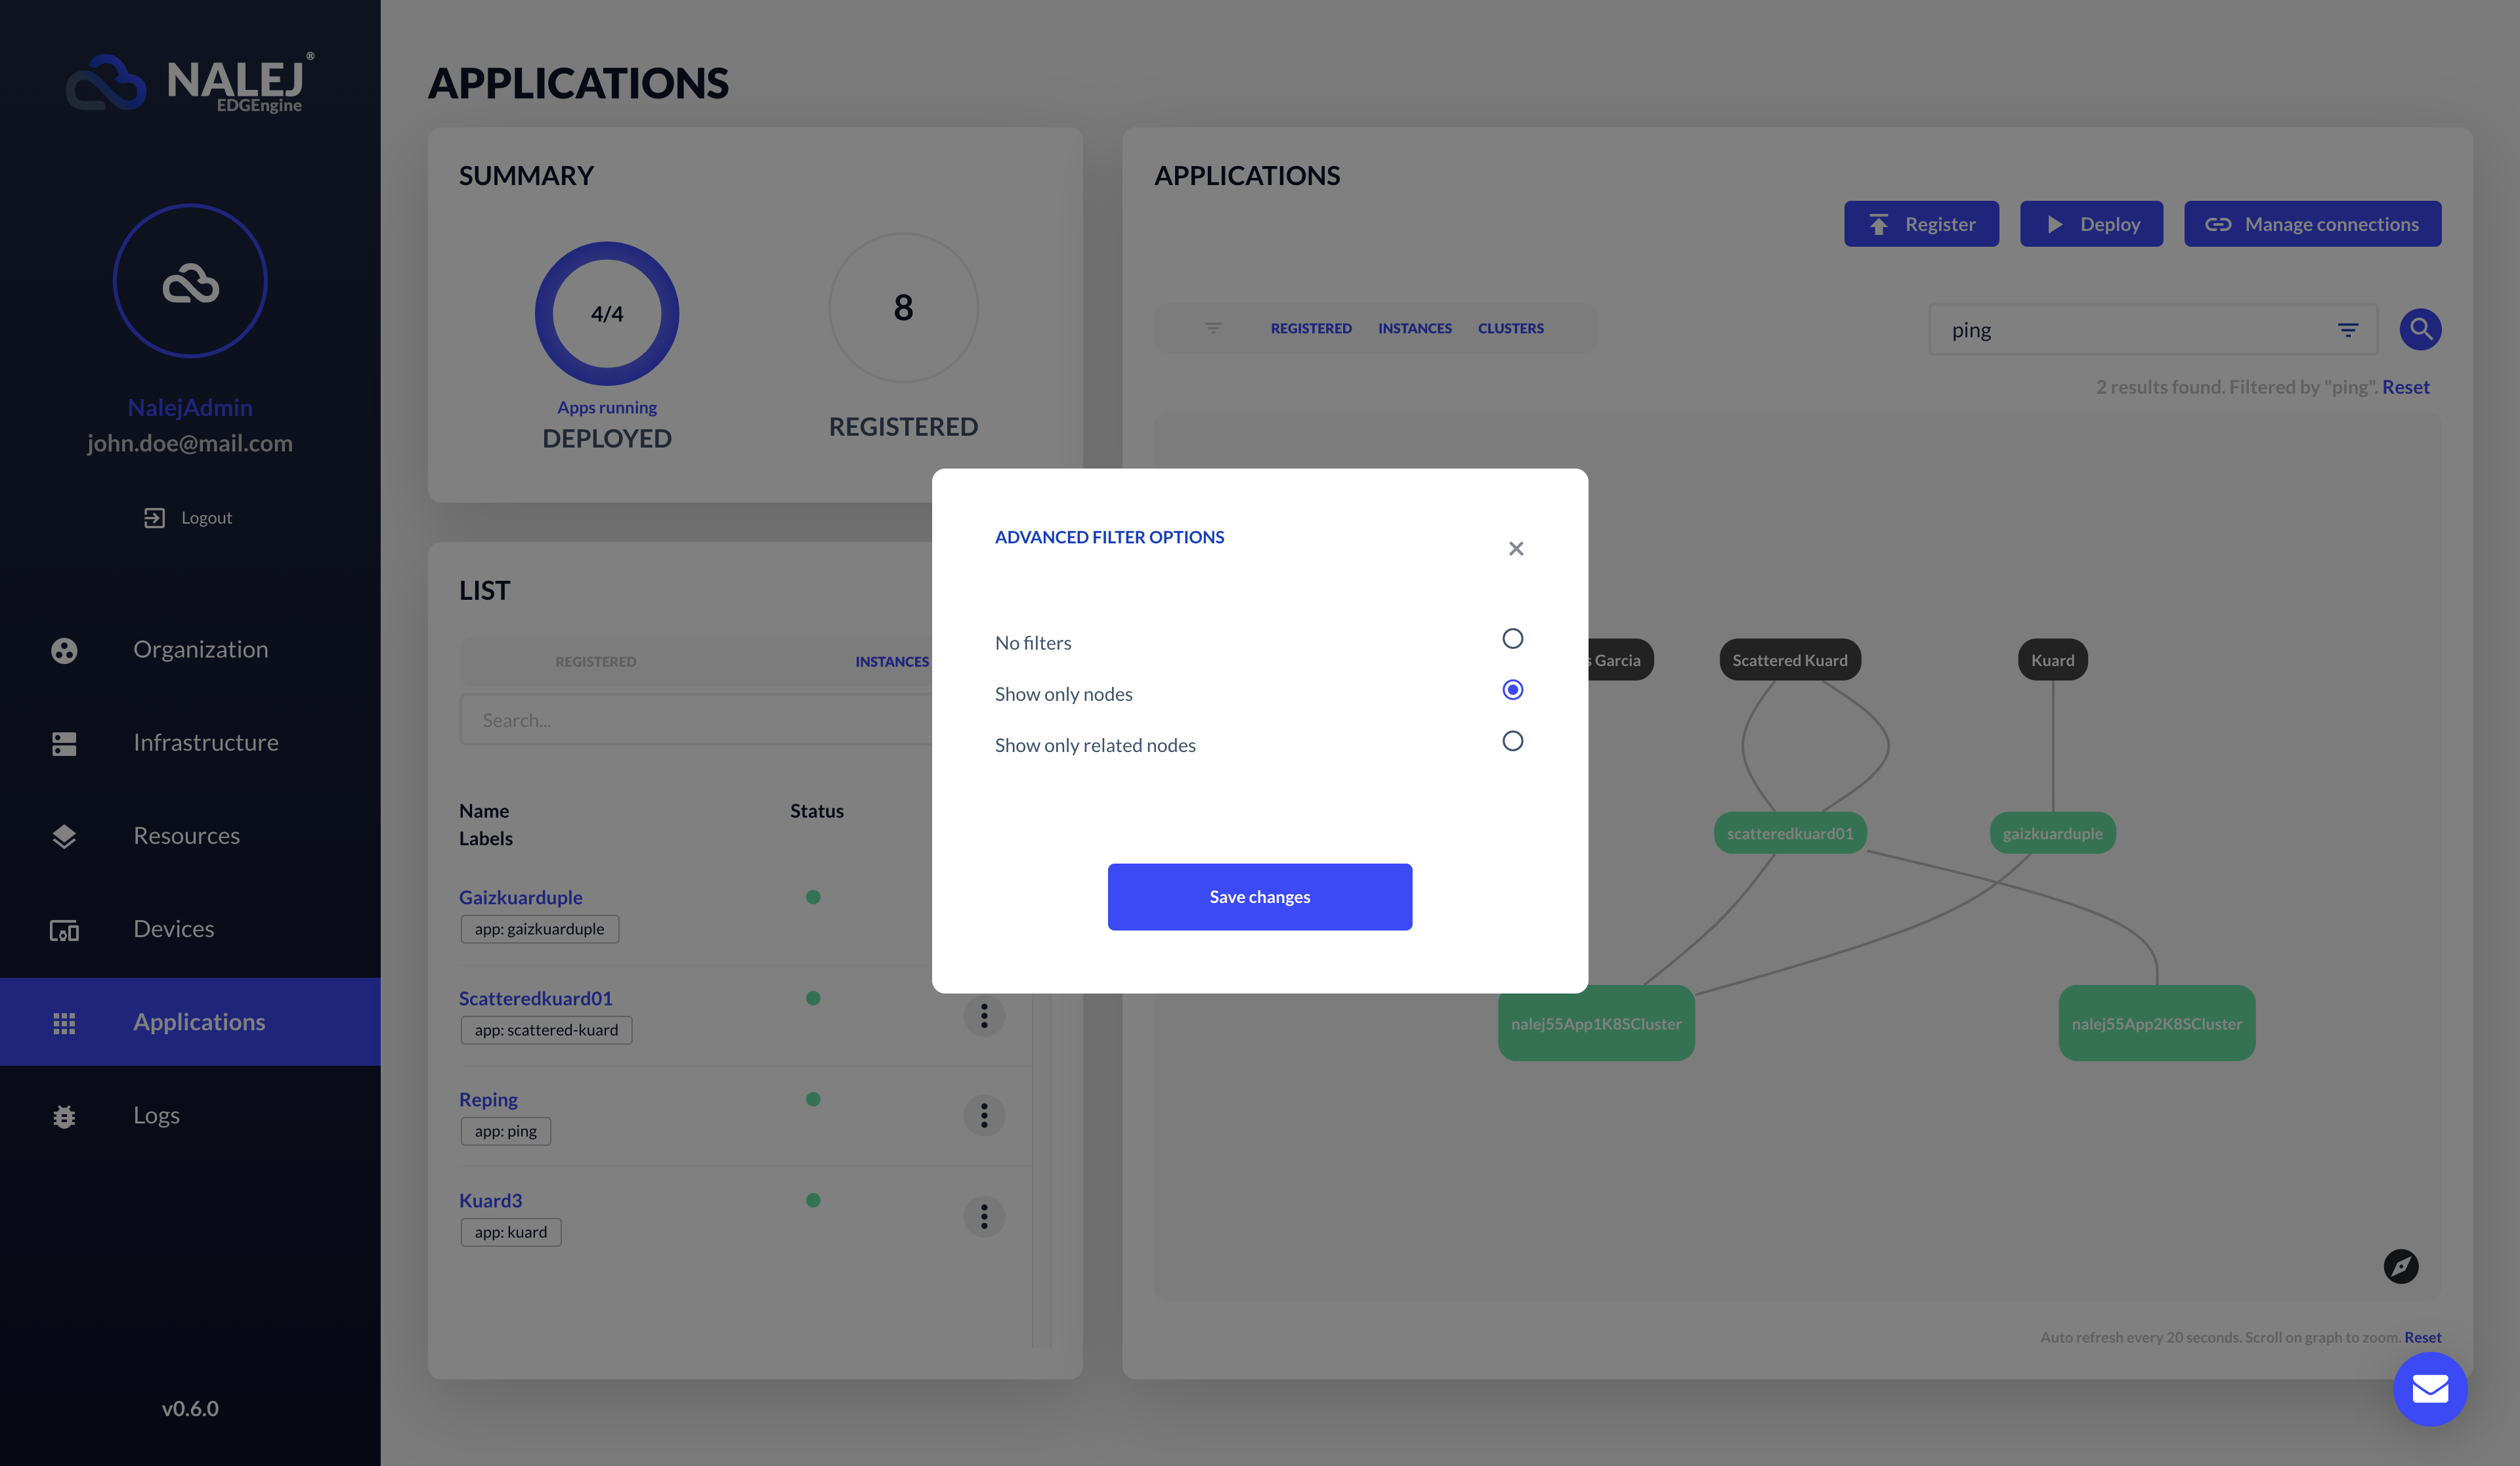 NALEJ®
EDGEngine
NalejAdmin
john.doe@mail.com
Logout
Organization
Infrastructure
Resources
Devices
Applications
Logs
v0.6.0
APPLICATIONS
SUMMARY
4/4
Apps running
DEPLOYED
8
REGISTERED
LIST
REGISTERED
INSTANCES
Search...
Name
Status
Labels
Gaizkuarduple
app: gaizkuarduple
Scatteredkuard01
app: scattered-kuard
Reping
app: ping
Kuard3
app: kuard
APPLICATIONS
Register
Deploy
Manage connections
REGISTERED
INSTANCES
CLUSTERS
ping
2 results found. Filtered by "ping". Reset
Garcia
Scattered Kuard
Kuard
scatteredkuard01
gaizkuarduple
nalej55App1K8SCluster
nalej55App2K8SCluster
Auto refresh every 20 seconds. Scroll on graph to zoom. Reset
ADVANCED FILTER OPTIONS
No filters
Show only nodes
Show only related nodes
Save changes